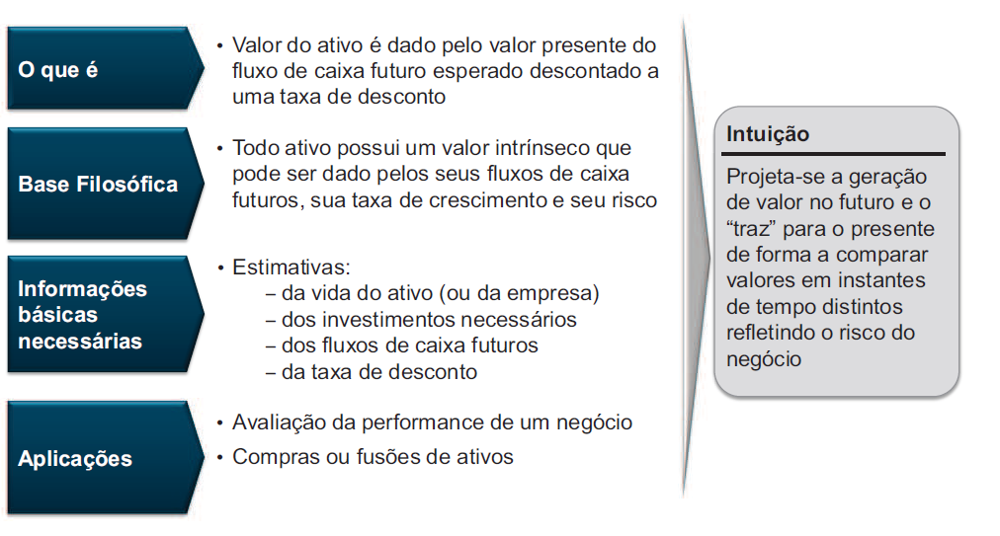 O que é
• Valor do ativo é dado pelo valor presente do
fluxo de caixa futuro esperado descontado a
uma taxa de desconto
Base Filosófica
• Todo ativo possui um valor intrínseco que
pode ser dado pelos seus fluxos de caixa
futuros, sua taxa de crescimento e seu risco
Informações
básicas
necessárias
• Estimativas:
– da vida do ativo (ou da empresa)
– dos investimentos necessários
– dos fluxos de caixa futuros
– da taxa de desconto
Aplicações
• Avaliação da performance de um negócio
• Compras ou fusões de ativos
Intuição
Projeta-se a geração
de valor no futuro e o
“traz” para o presente
de forma a comparar
valores em instantes
de tempo distintos
refletindo o risco do
negócio